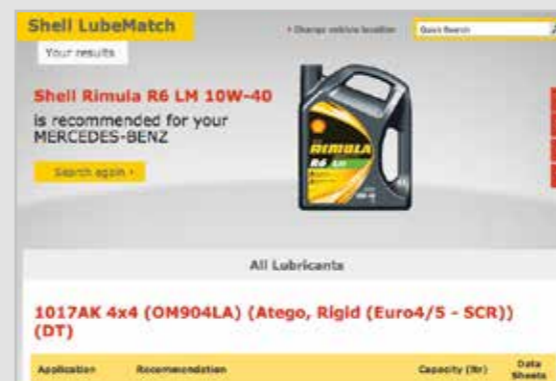 Shell LubeMatch
Change vehicle location
Quick Search
Your results
Shell Rimula R6 LM 10W-40
is recommended for your
MERCEDES-BENZ
Search again
RIMULA
R6 LM
All Lubricants
1017AK 4x4 (OM904LA) (Atego, Rigid (Euro4/5 - SCR))
(DT)
Application Recommendation Capacity (ltr) Data
Sheets